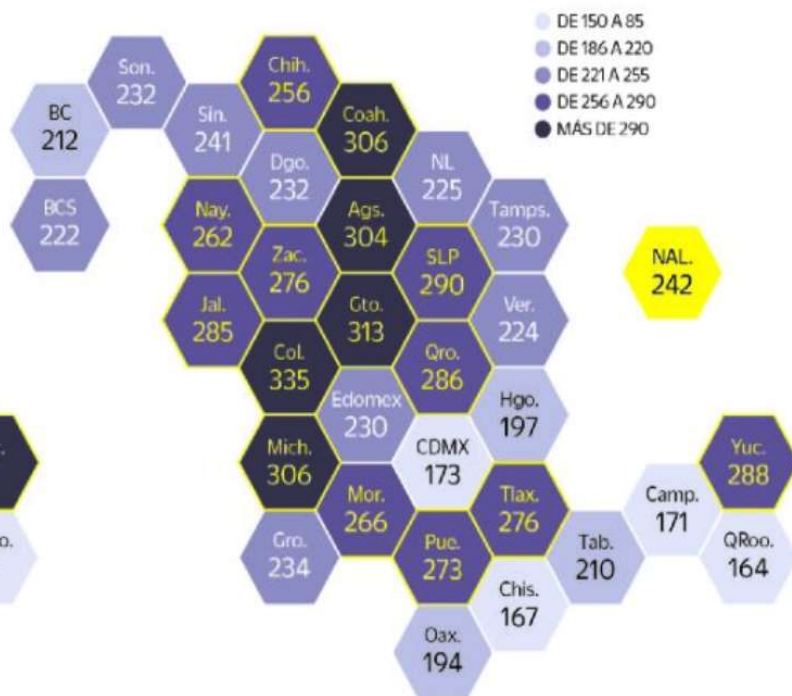 DE 150 A 85
DE 186 A 220
DE 221 A 255
DE 256 A 290
MÁS DE 290
Son.
232
Chih.
256
BC
212
Sin.
241
Coah.
306
Dgo.
232
NL
225
BCS
222
Nay.
262
Ags.
304
Tamps.
230
Zac.
276
SLP
290
NAL.
242
Jal.
285
Gto.
313
Ver.
224
Col.
335
Qro.
286
Edomex
230
Hgo.
197
Mich.
306
CDMX
173
Yuc.
288
Mor.
266
Tlax.
276
Camp.
171
Gro.
234
Pue.
273
Tab.
210
QRoo.
164
Chis.
167
Oax.
194